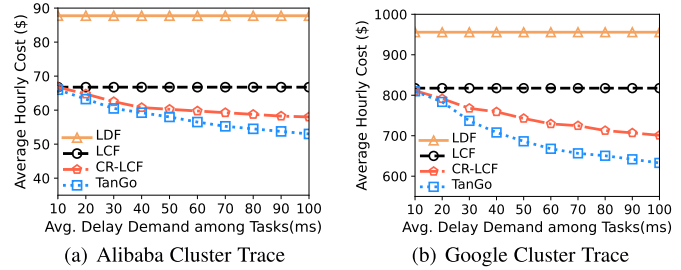 90
80
70
60
50
40
Average Hourly Cost ($)
LDF
LCF
CR-LCF
TanGo
10 20 30 40 50 60 70 80 90 100
Avg. Delay Demand among Tasks(ms)
(a) Alibaba Cluster Trace
1000
900
800
700
600
Average Hourly Cost ($)
LDF
LCF
CR-LCF
TanGo
10 20 30 40 50 60 70 80 90 100
Avg. Delay Demand among Tasks(ms)
(b) Google Cluster Trace